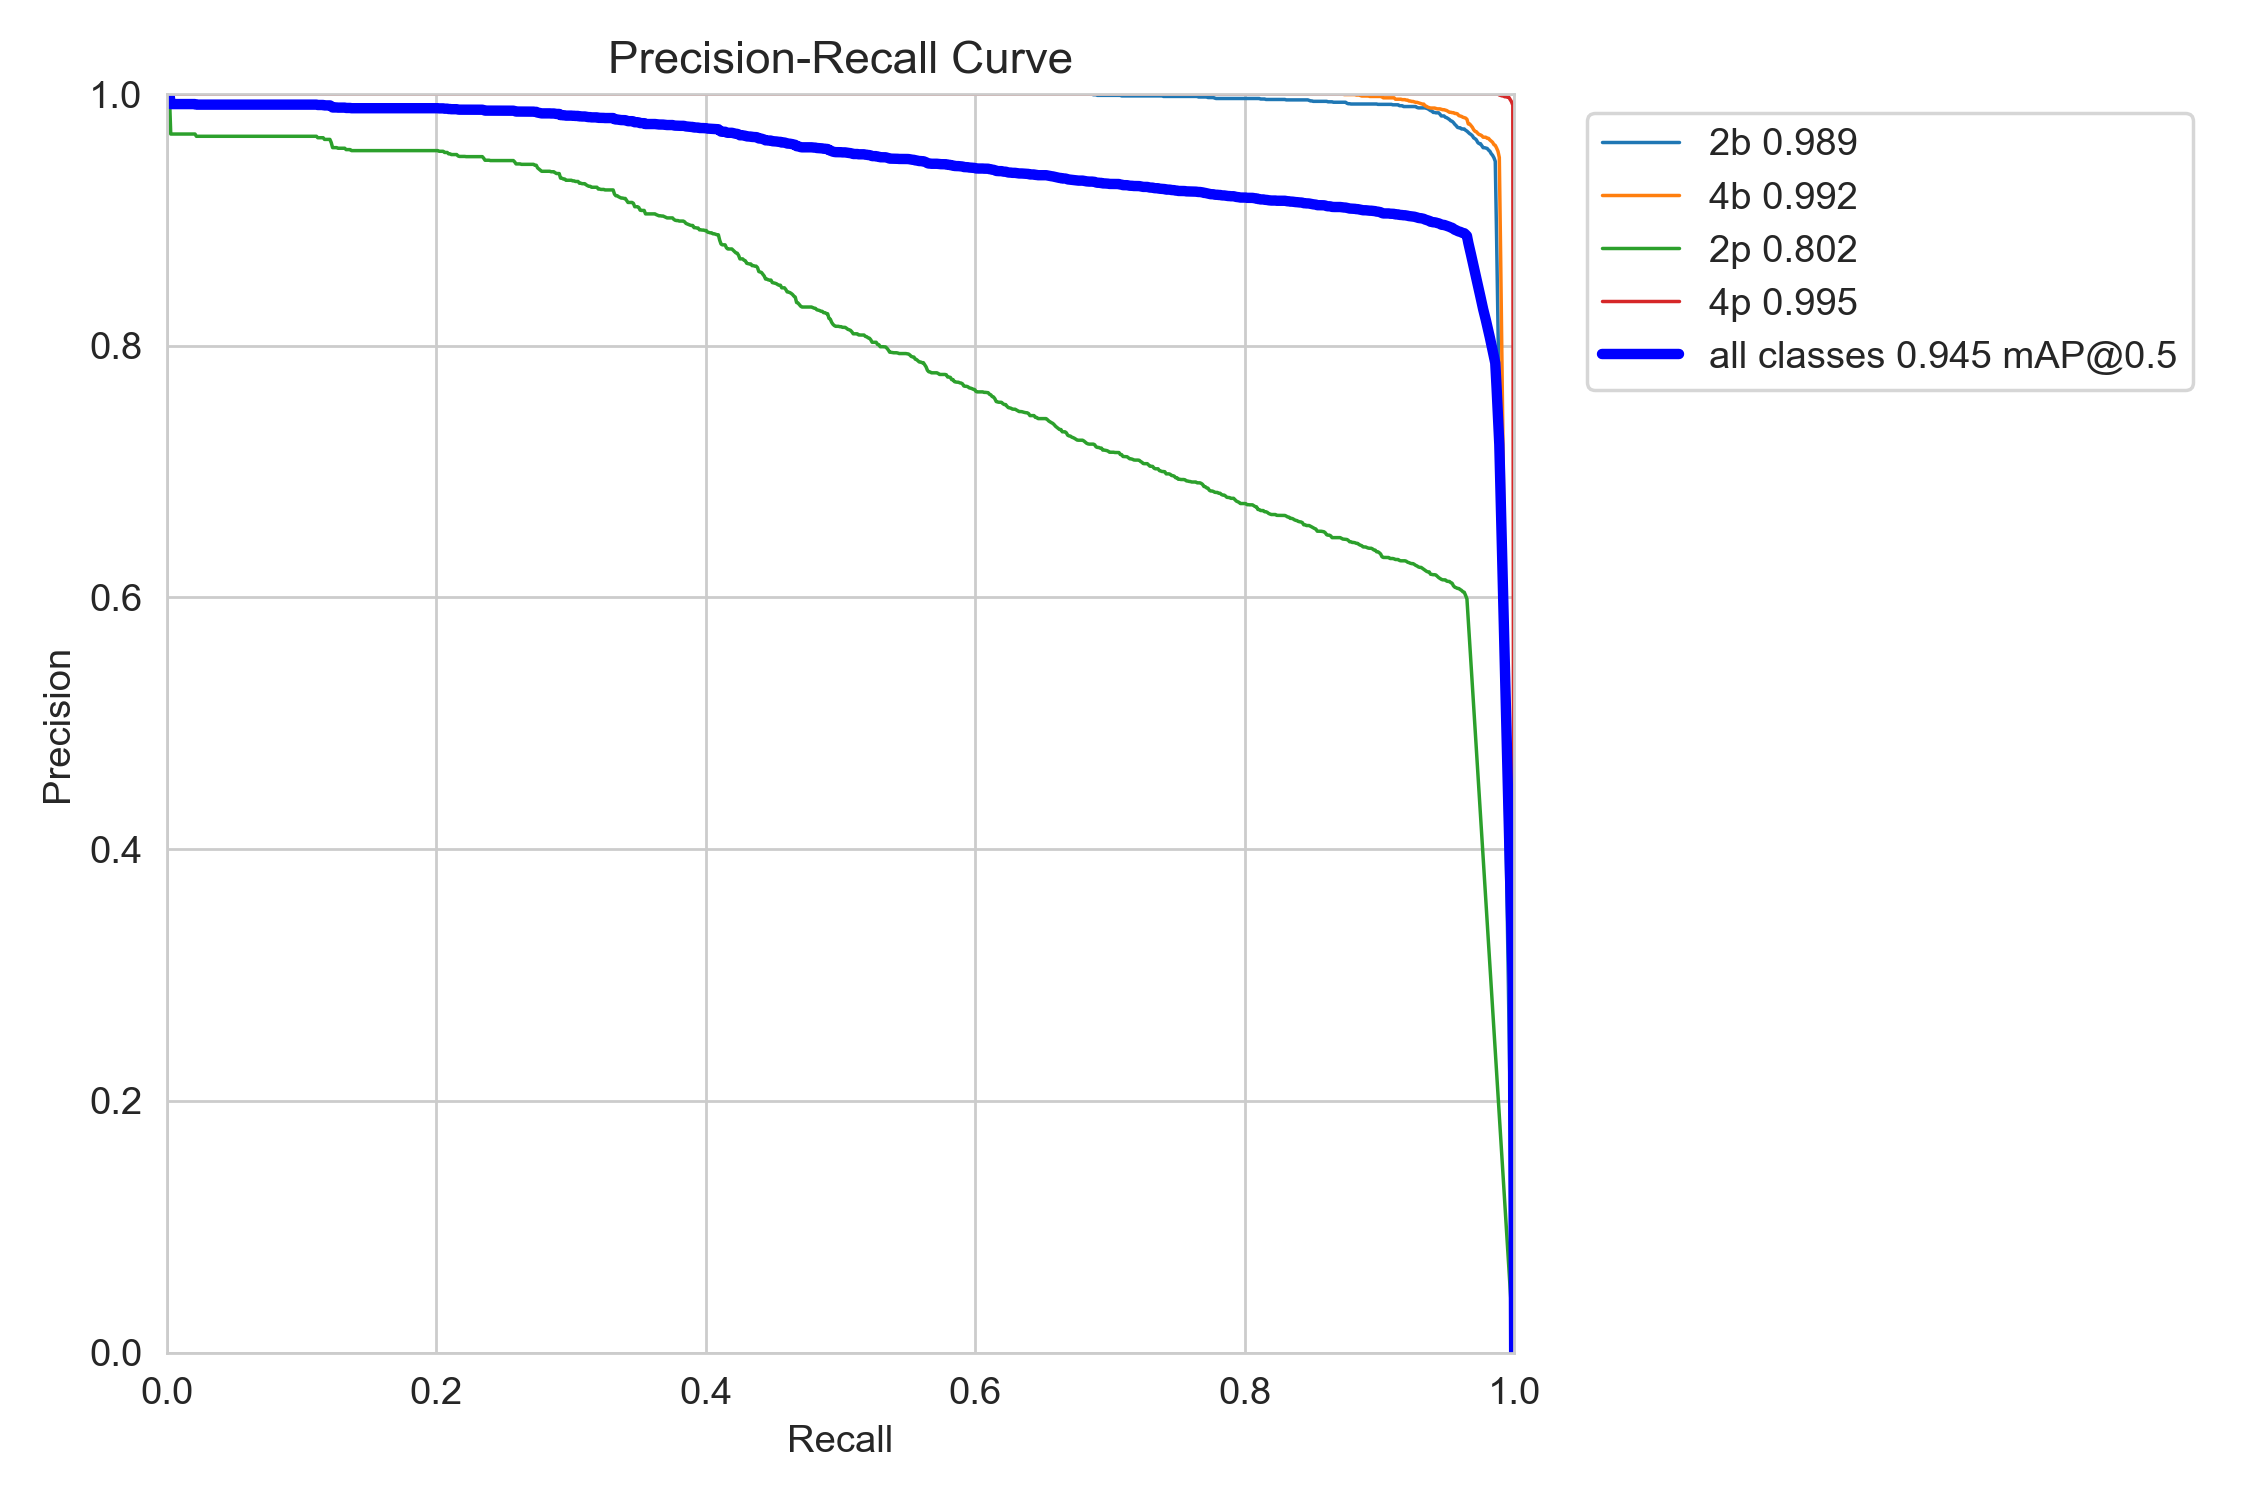 Precision-Recall Curve
1.0
0.8
0.6
0.4
0.2
0.0
Precision
0.0 0.2 0.4 0.6 0.8 1.0
Recall
2b 0.989
4b 0.992
2p 0.802
4p 0.995
all classes 0.945 mAP@0.5